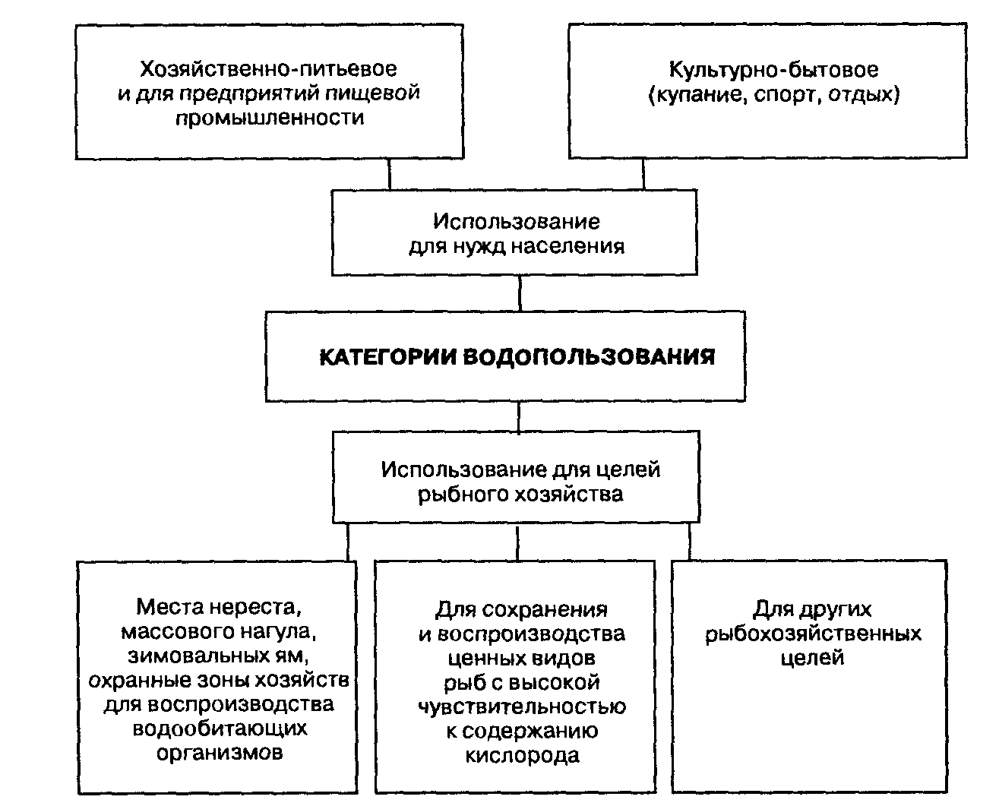 Хозяйственно-питьевое
и для предприятий пищевой
промышленности
Культурно-бытовое
(купание, спорт, отдых)
Использование
для нужд населения
КАТЕГОРИИ ВОДОПОЛЬЗОВАНИЯ
Использование для целей
рыбного хозяйства
Места нереста,
массового нагула,
зимовальных ям,
охранные зоны хозяйств
для воспроизводства
водообитающих
организмов
Для сохранения
и воспроизводства
ценных видов
рыб с высокой
чувствительностью
к содержанию
кислорода
Для других
рыбохозяйственных
целей